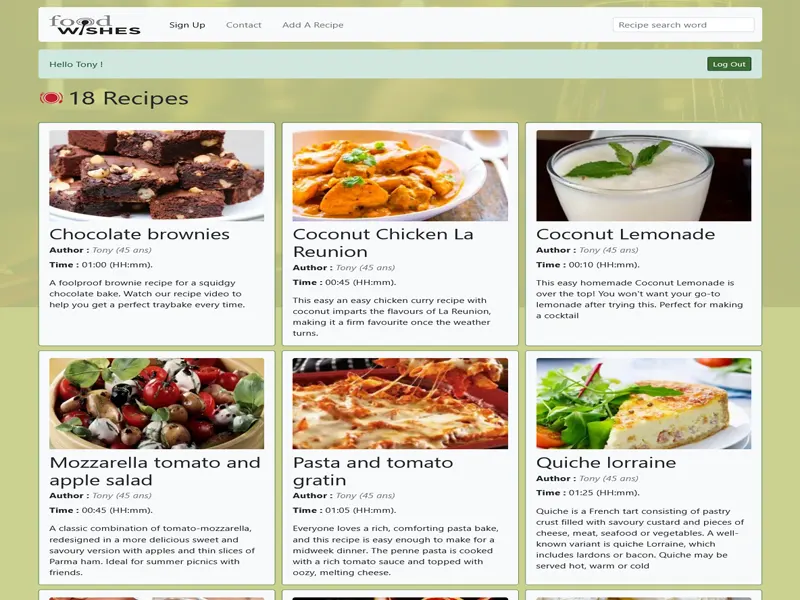 food
WISHES
Sign Up
Contact
Add A Recipe
Recipe search word
Hello Tony !
Log Out
18 Recipes
Chocolate brownies
Author : Tony (45 ans)
Time : 01:00 (HH:mm).
A foolproof brownie recipe for a squidgy
chocolate bake. Watch our recipe video to
help you get a perfect traybake every time.
Coconut Chicken La
Reunion
Author : Tony (45 ans)
Time : 00:45 (HH:mm).
This easy an easy chicken curry recipe with
coconut imparts the flavours of La Reunion,
making it a firm favourite once the weather
turns.
Coconut Lemonade
Author : Tony (45 ans)
Time : 00:10 (HH:mm).
This easy homemade Coconut Lemonade is
over the top! You won't want your go-to
lemonade after trying this. Perfect for making
a cocktail
Mozzarella tomato and
apple salad
Author : Tony (45 ans)
Time : 00:45 (HH:mm).
A classic combination of tomato-mozzarella,
redesigned in a more delicious sweet and
savoury version with apples and thin slices of
Parma ham. Ideal for summer picnics with
friends.
Pasta and tomato
gratin
Author : Tony (45 ans)
Time : 01:05 (HH:mm).
Everyone loves a rich, comforting pasta bake,
and this recipe is easy enough to make for a
midweek dinner. The penne pasta is cooked
with a rich tomato sauce and topped with
oozy, melting cheese.
Quiche lorraine
Author : Tony (45 ans)
Time : 01:25 (HH:mm).
Quiche is a French tart consisting of pastry
crust filled with savoury custard and pieces of
cheese, meat, seafood or vegetables. A well-
known variant is quiche Lorraine, which
includes lardons or bacon. Quiche may be
served hot, warm or cold